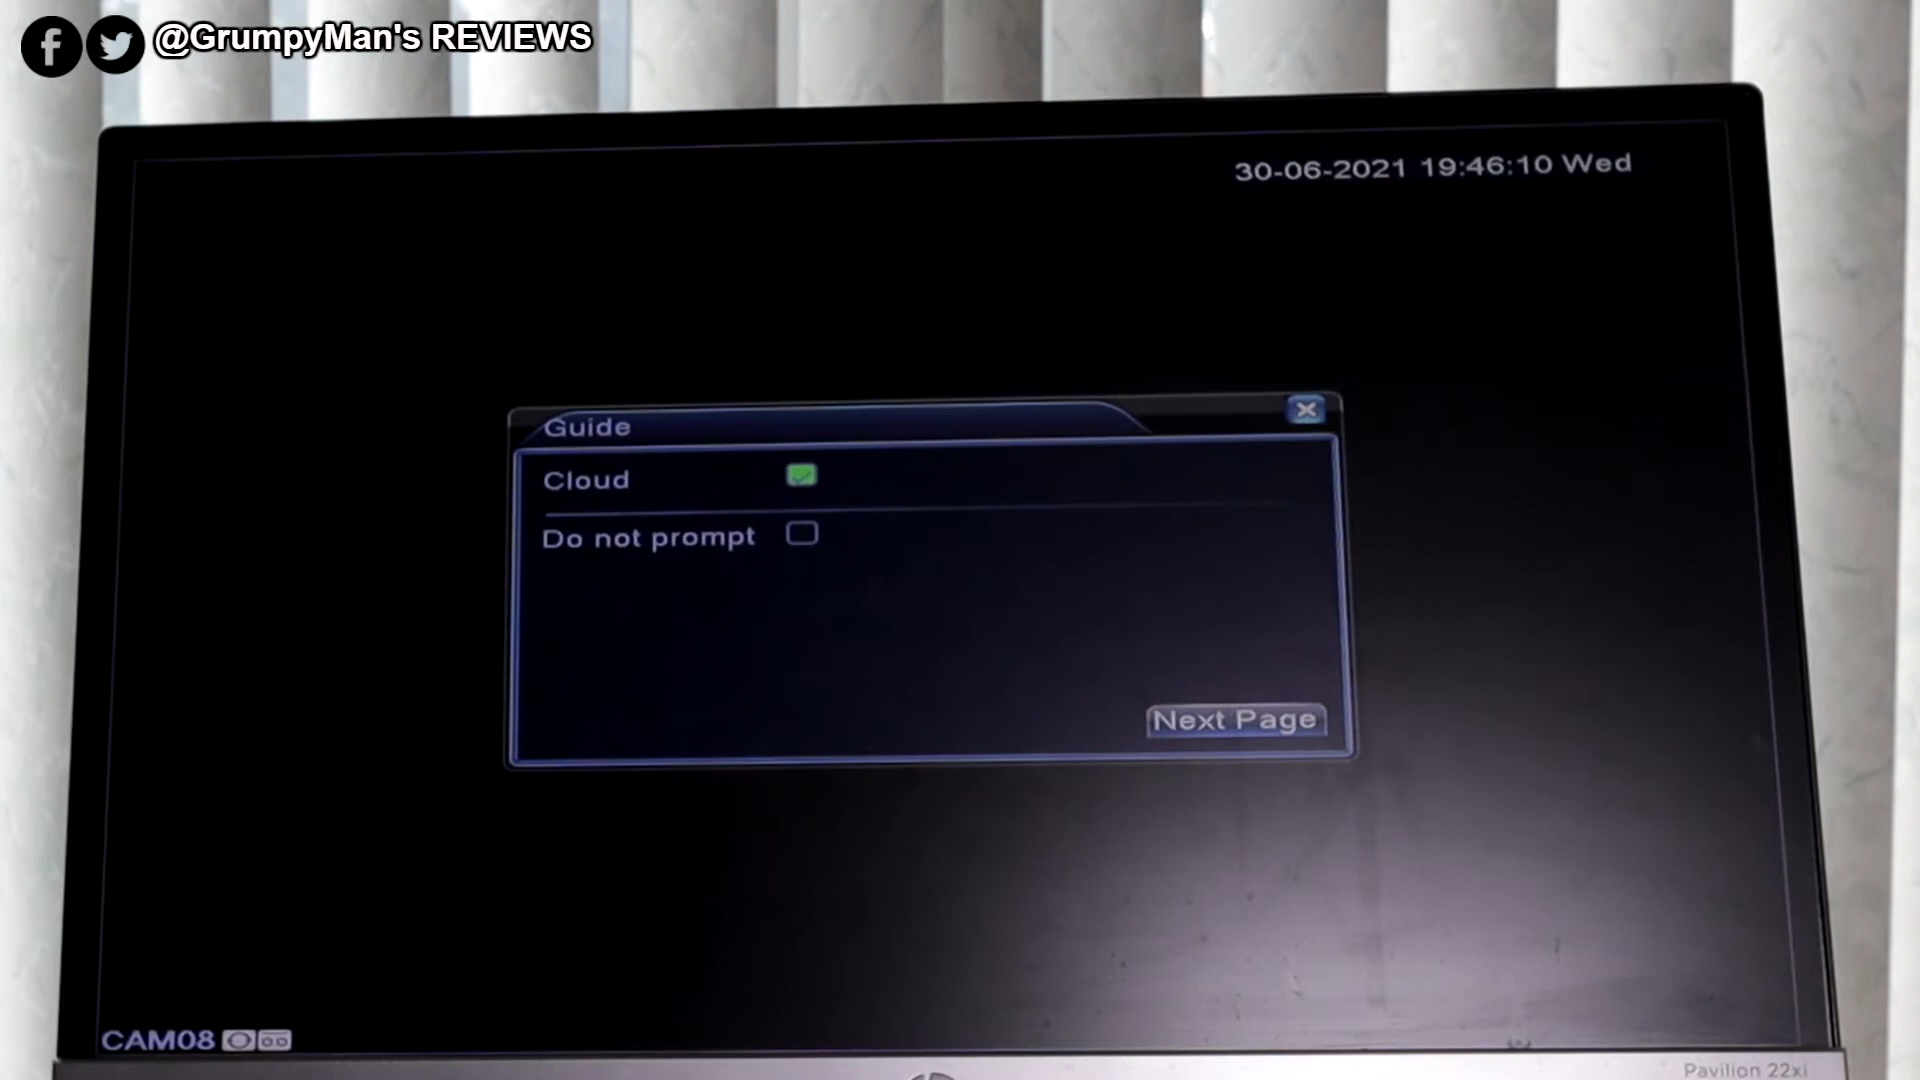 @GrumpyMan's REVIEWS
30-06-2021 19:46:10 Wed
Guide
Cloud
Do not prompt
Next Page
CAM08
Pavilion 22xi